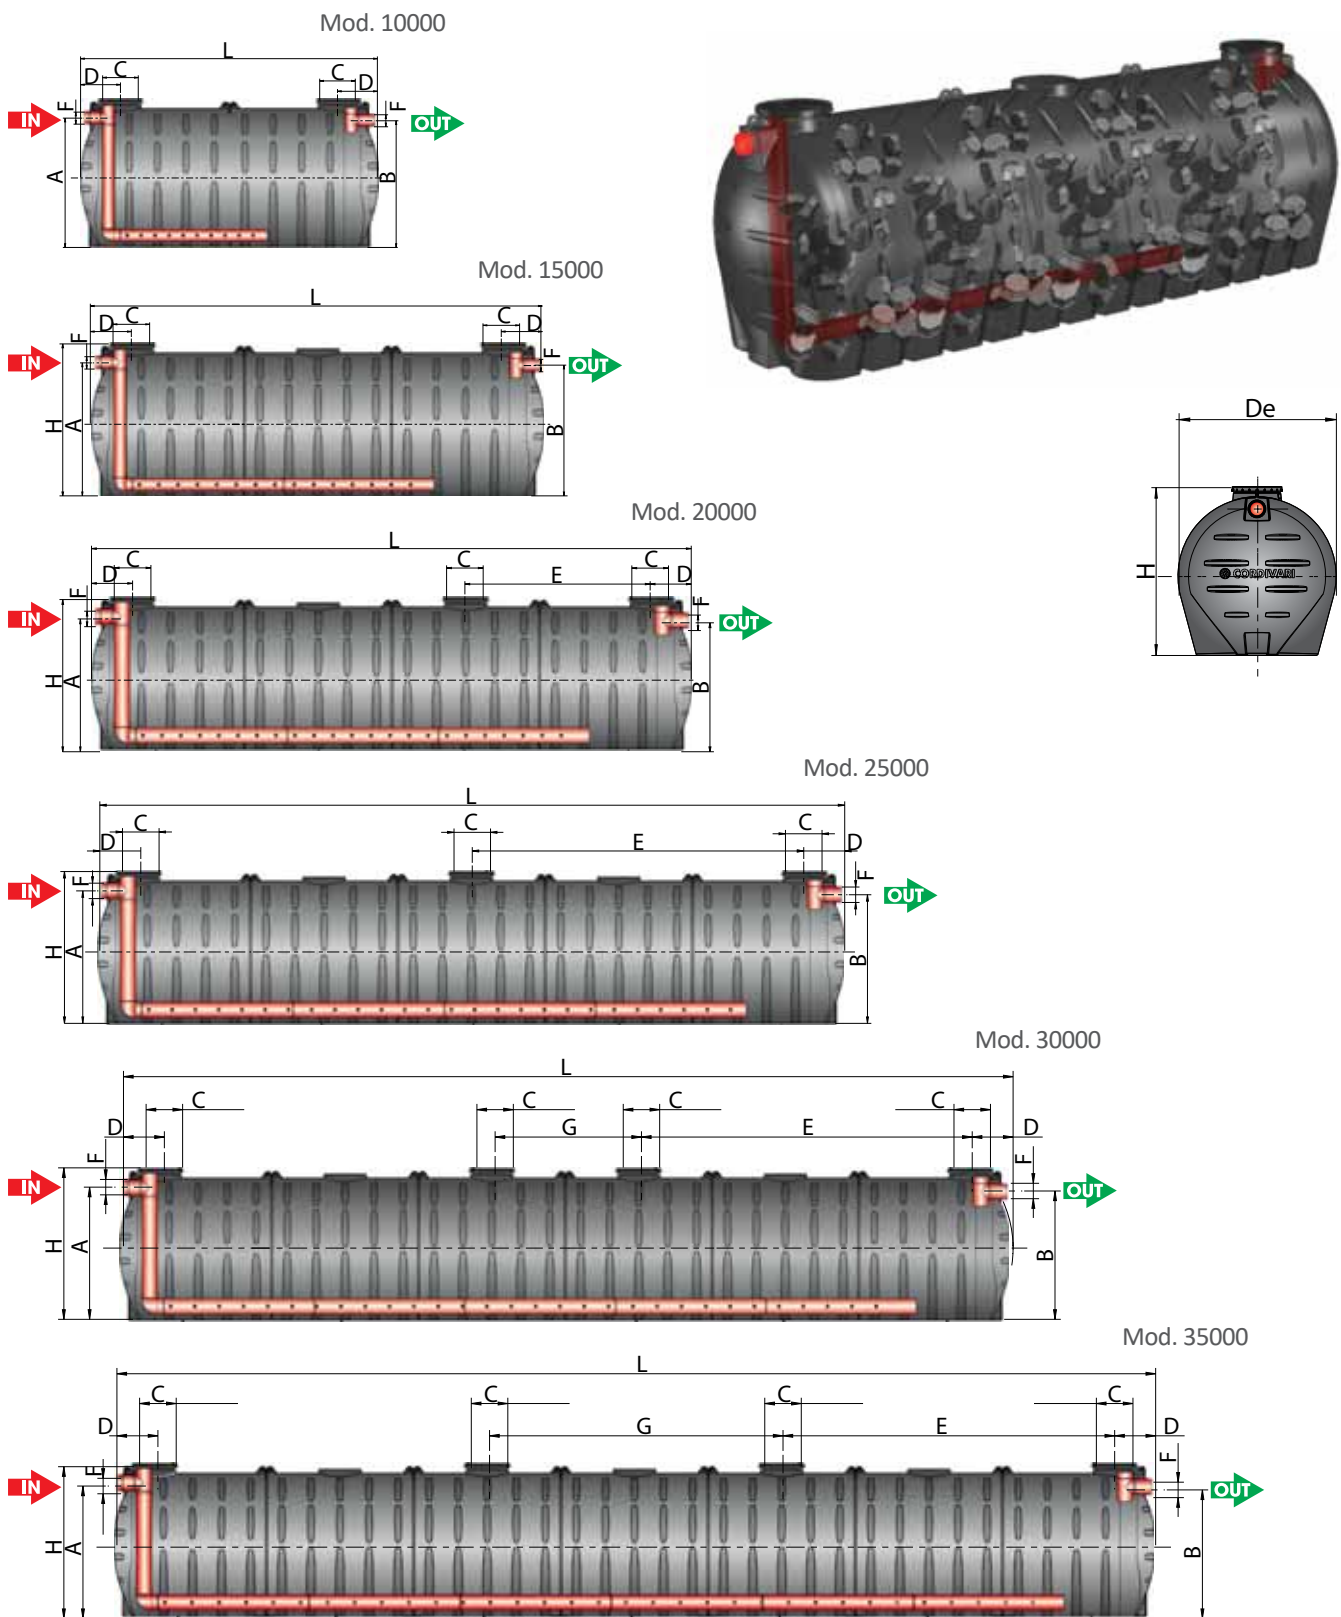 Mod. 10000
L
D C C D
F F
IN OUT
A B
Mod. 15000
L
D C C D
F F
IN OUT
H A B
De
H
CORDIVARI
Mod. 20000
L
D C C E C D
F F
IN OUT
H A B
Mod. 25000
L
D C C E C D
F F
IN OUT
H A B
Mod. 30000
L
C C C C
D G E D
F F
IN OUT
H A B
Mod. 35000
L
C C C C
D G E D
F F
IN OUT
H A B